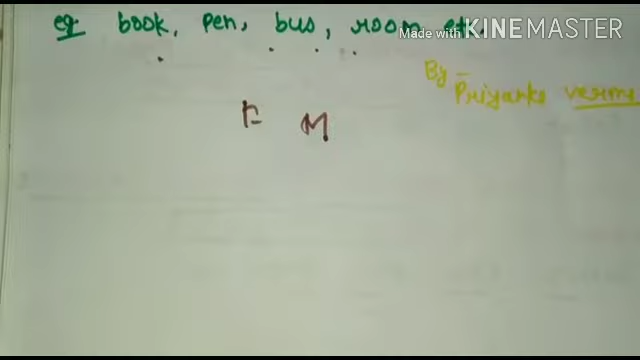 eg book, pen, bus, room etc.
Made with KINEMASTER
By -
Priyanka verma
F M